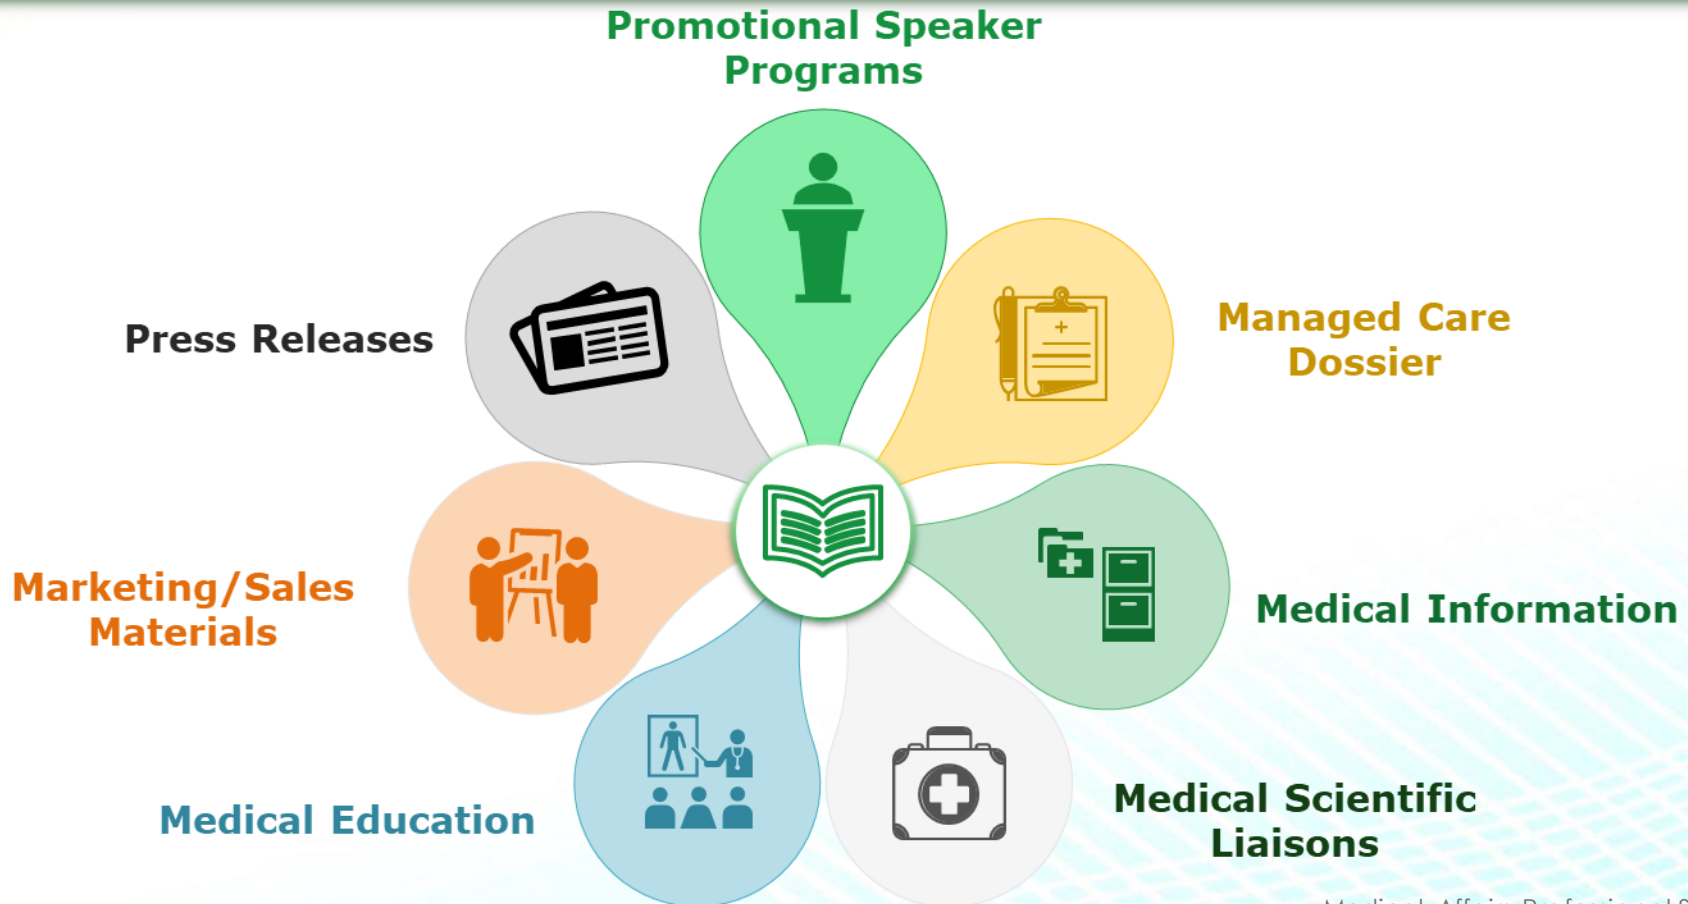 Promotional Speaker
Programs
Press Releases
Managed Care
Dossier
Marketing/Sales
Materials
Medical Information
Medical Education
Medical Scientific
Liaisons